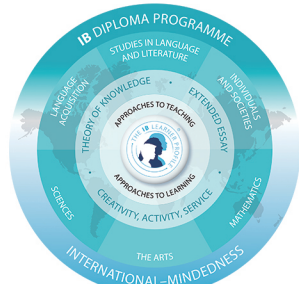 IB DIPLOMA PROGRAMME
STUDIES IN LANGUAGE
AND LITERATURE
LANGUAGE
ACQUISITION
INDIVIDUALS
AND SOCIETIES
THEORY OF KNOWLEDGE
EXTENDED ESSAY
APPROACHES TO TEACHING
THE IB LEARNER PROFILE
APPROACHES TO LEARNING
CREATIVITY, ACTIVITY, SERVICE
SCIENCES
MATHEMATICS
THE ARTS
INTERNATIONAL-MINDEDNESS